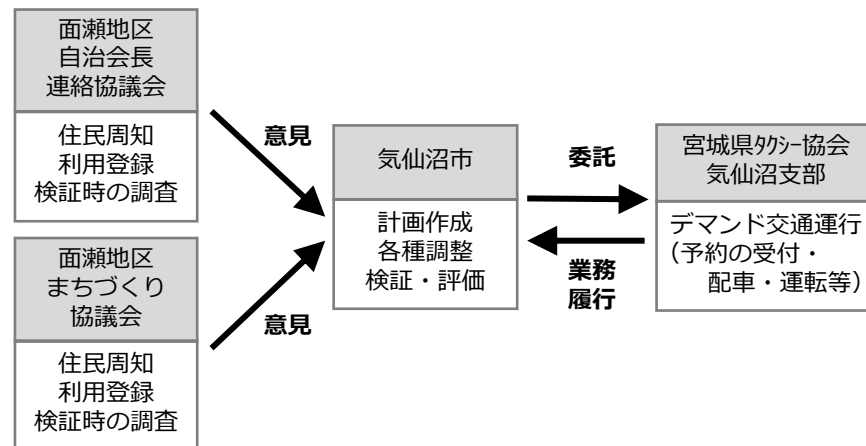 面瀬地区
自治会長
連絡協議会
住民周知
利用登録
検証時の調査
面瀬地区
まちづくり
協議会
住民周知
利用登録
検証時の調査
意見
意見
気仙沼市
計画作成
各種調整
検証・評価
委託
業務
履行
宮城県ﾀｸｼｰ協会
気仙沼支部
デマンド交通運行
（予約の受付・
配車・運転等）